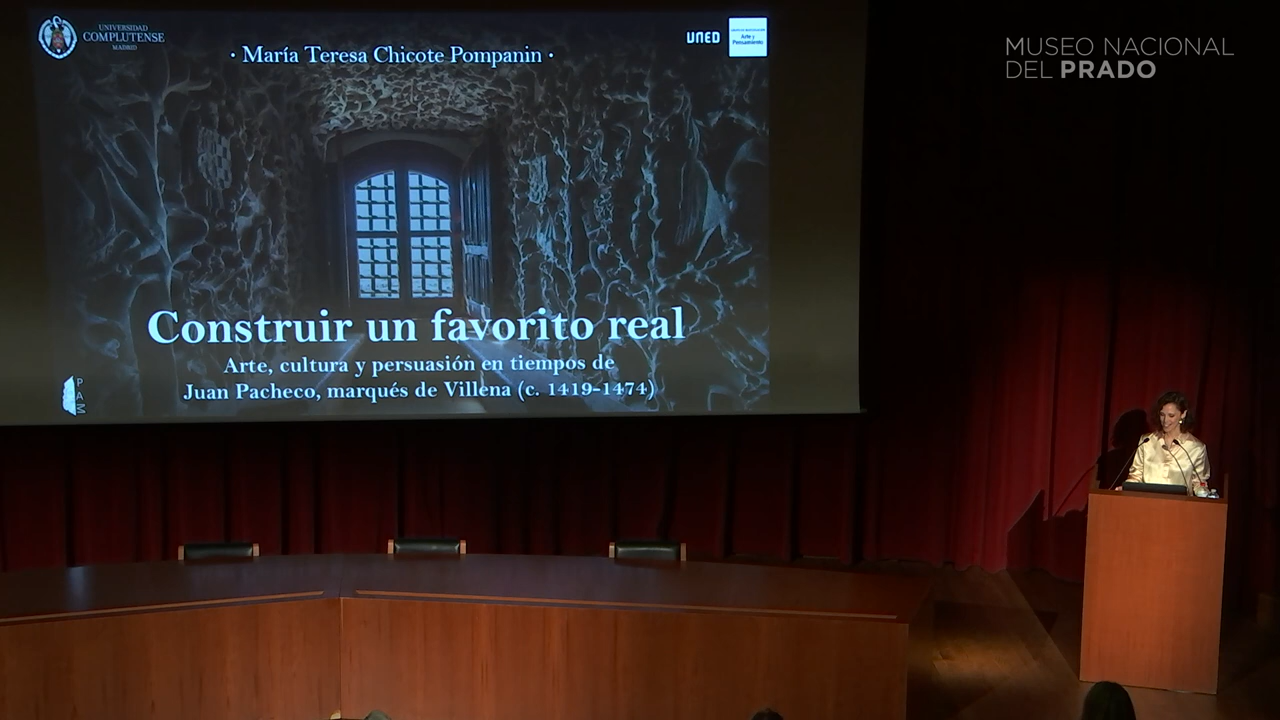 UNIVERSIDAD
COMPLUTENSE
MADRID
· María Teresa Chicote Pompanin ·
UNED
Arte y
Pensamiento
MUSEO NACIONAL
DEL PRADO
Construir un favorito real
Arte, cultura y persuasión en tiempos de
Juan Pacheco, marqués de Villena (c. 1419-1474)